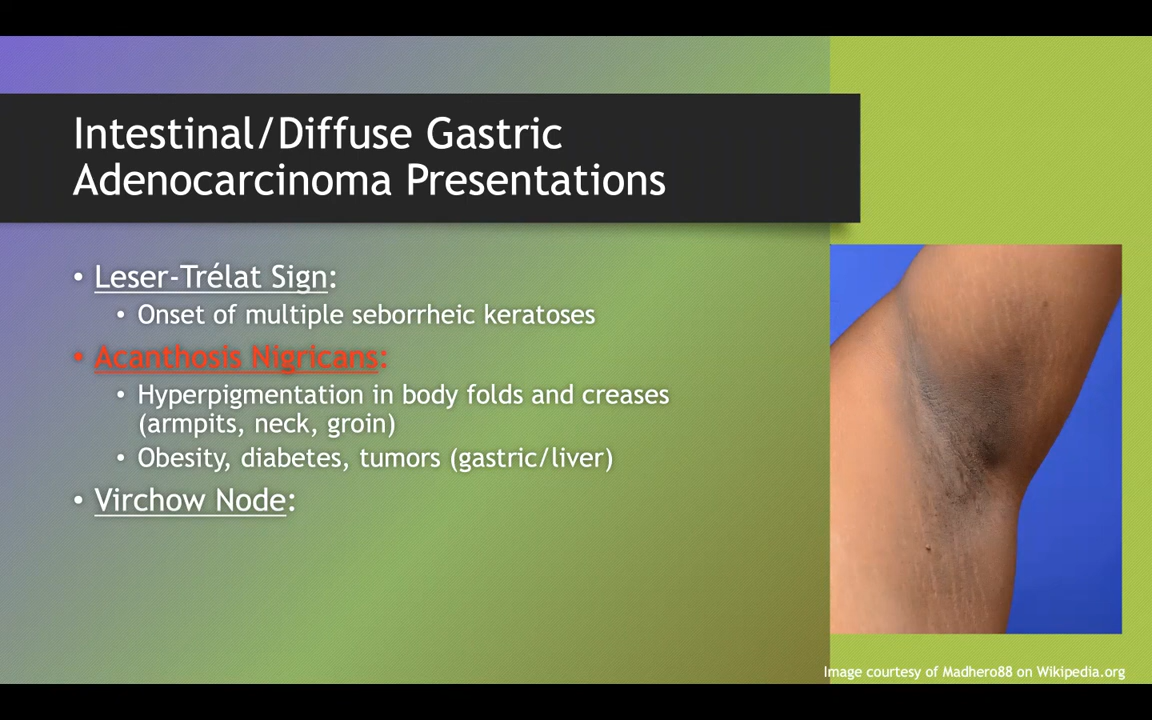 Intestinal/Diffuse Gastric
Adenocarcinoma Presentations
• Leser-Trélat Sign:
• Onset of multiple seborrheic keratoses
• Acanthosis Nigricans:
• Hyperpigmentation in body folds and creases
(armpits, neck, groin)
• Obesity, diabetes, tumors (gastric/liver)
• Virchow Node:
Image courtesy of Madhero88 on Wikipedia.org